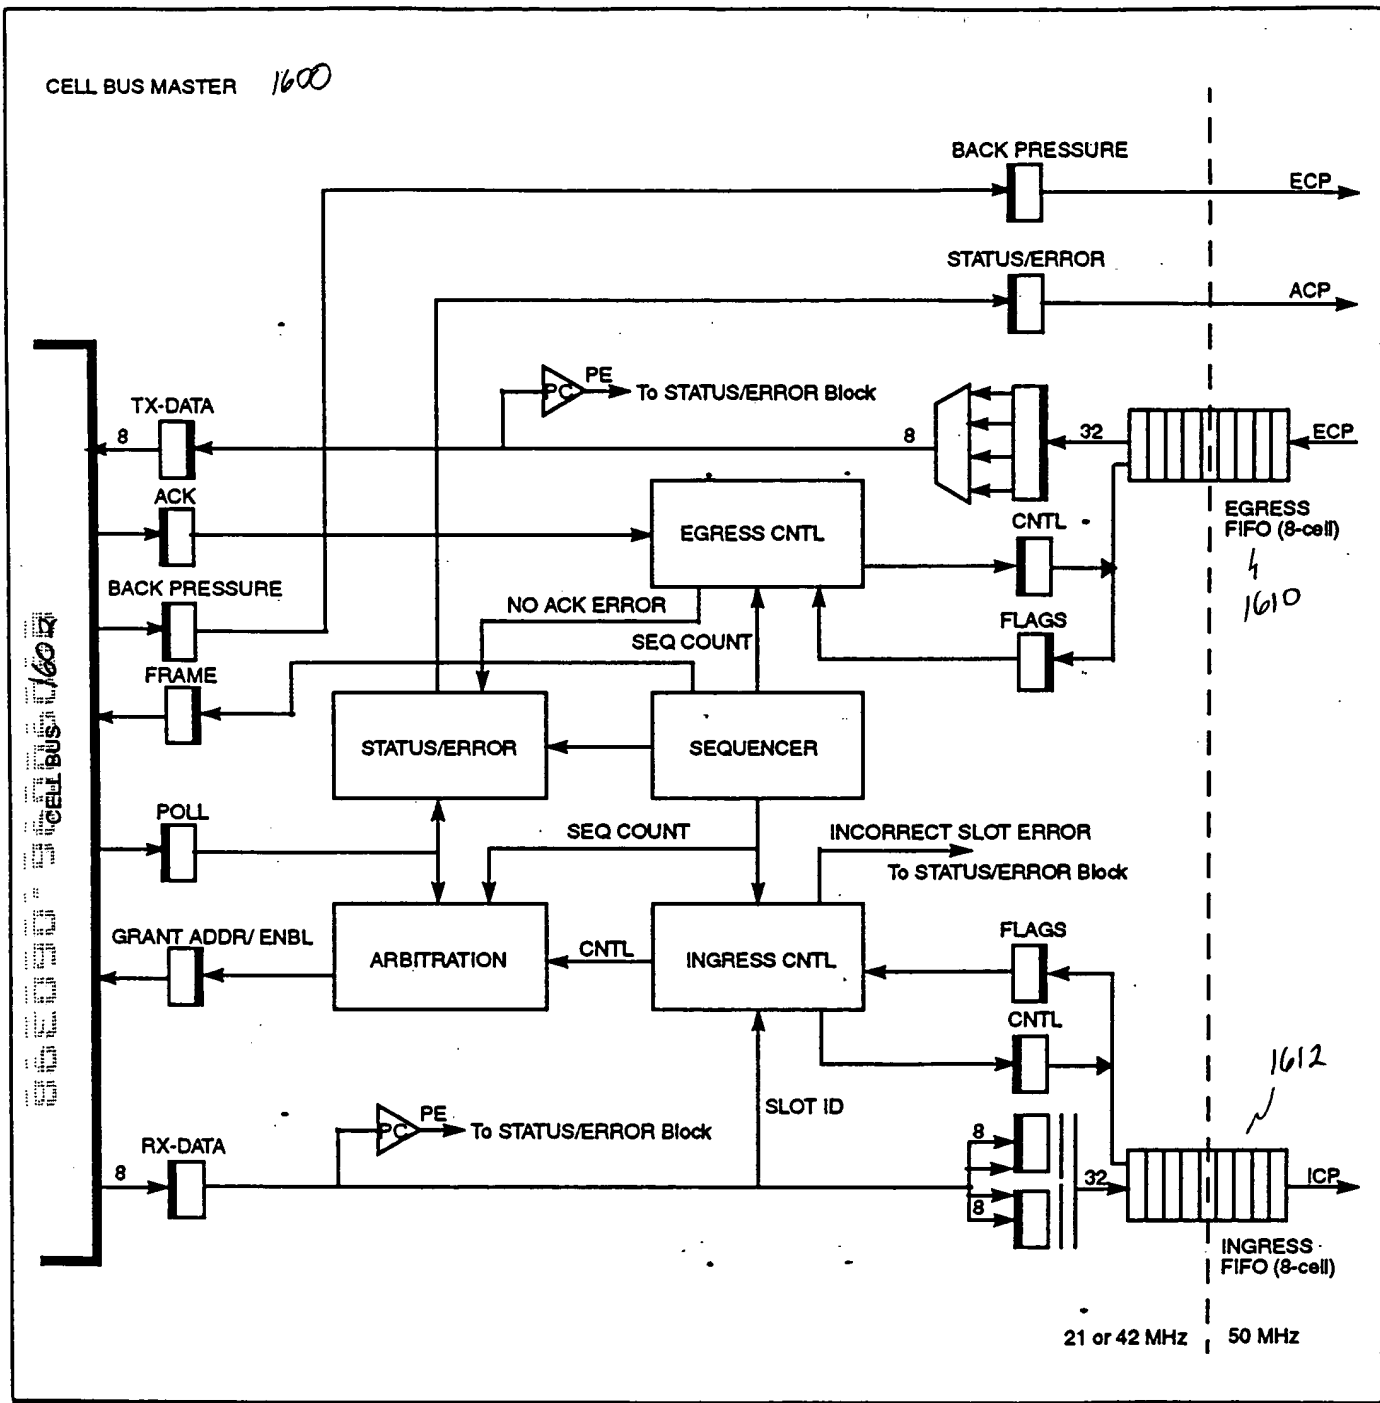 CELL BUS MASTER 1600
BACK PRESSURE
ECP
STATUS/ERROR
ACP
PC
PE
To STATUS/ERROR Block
TX-DATA
8
8
32
ECP
EGRESS
FIFO (8-cell)
1610
ACK
EGRESS CNTL
CNTL
BACK PRESSURE
NO ACK ERROR
SEQ COUNT
FLAGS
FRAME
STATUS/ERROR
SEQUENCER
CELL BUS
1602
POLL
SEQ COUNT
INCORRECT SLOT ERROR
To STATUS/ERROR Block
GRANT ADDR/ ENBL
ARBITRATION
CNTL
INGRESS CNTL
FLAGS
CNTL
1612
SLOT ID
PC
PE
To STATUS/ERROR Block
RX-DATA
8
8
8
32
ICP
INGRESS
FIFO (8-cell)
21 or 42 MHz
50 MHz